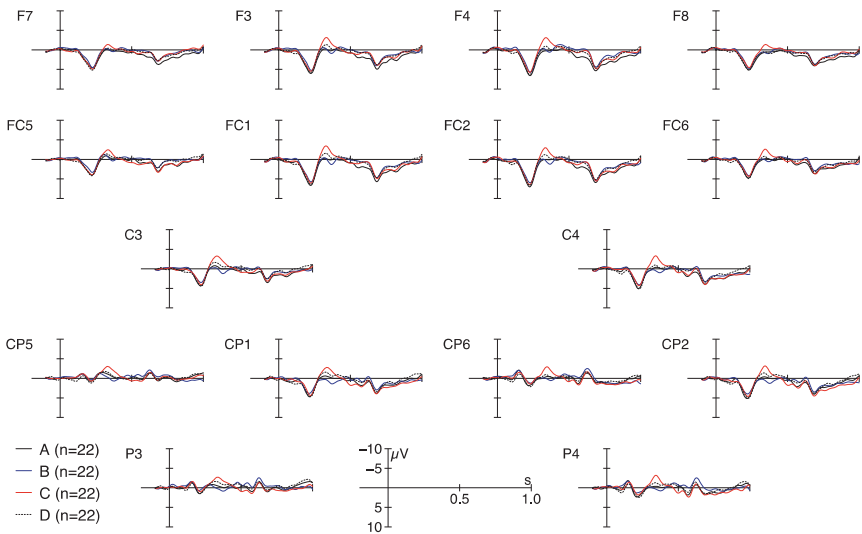 F7 F3 F4 F8
FC5 FC1 FC2 FC6
C3 C4
CP5 CP1 CP6 CP2
P3 P4
A (n=22)
B (n=22)
C (n=22)
D (n=22)
−10 µV
−5
s
0.5 1.0
5
10